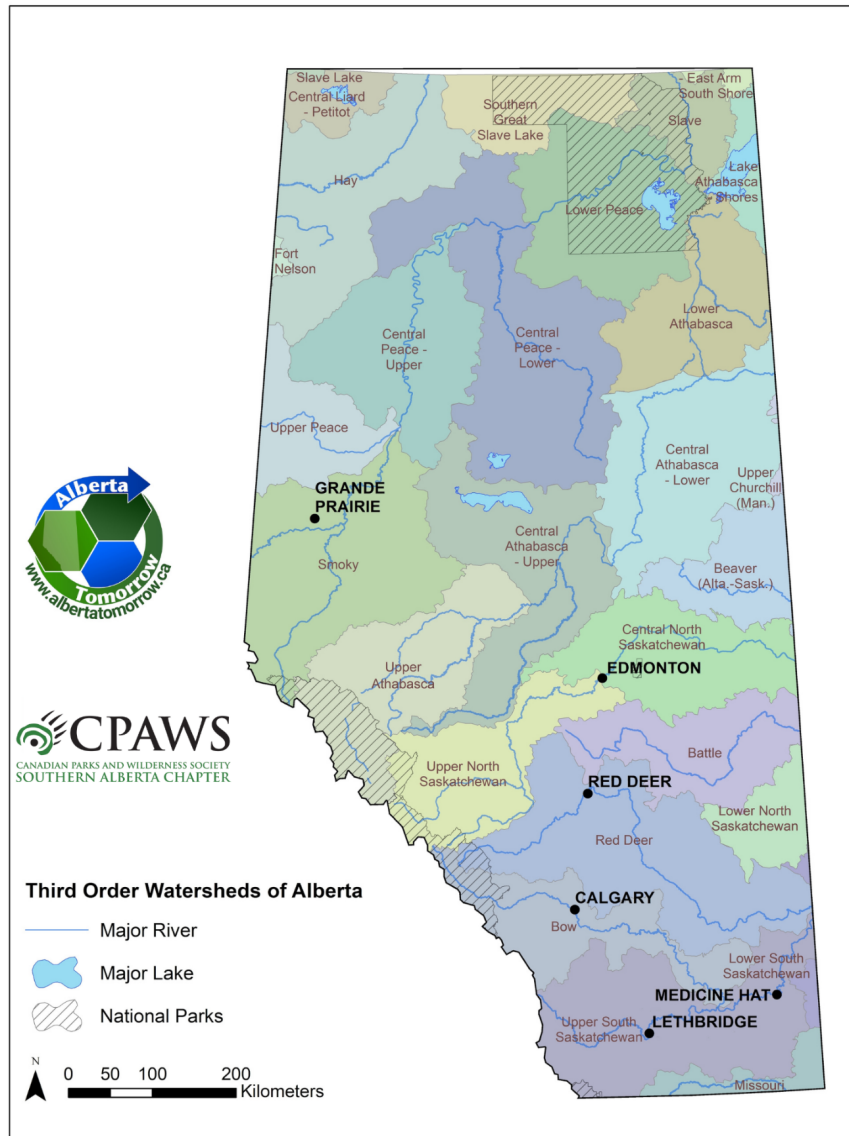 Slave Lake
Central Liard
- Petitot
Southern
Great
Slave Lake
- East Arm
South Shore
Slave
Hay
Lake
Athabasca
- Shores
Lower Peace
Fort
Nelson
Central
Peace -
Upper
Central
Peace -
Lower
Lower
Athabasca
Upper Peace
Central
Athabasca
- Lower
Upper
Churchill
(Man.)
GRANDE
PRAIRIE
Smoky
Central
Athabasca
- Upper
Beaver
(Alta.-Sask.)
Alberta
Tomorrow
www.albertatomorrow.ca
Central North
Saskatchewan
EDMONTON
Upper
Athabasca
CPAWS
CANADIAN PARKS AND WILDERNESS SOCIETY
SOUTHERN ALBERTA CHAPTER
Upper North
Saskatchewan
Battle
RED DEER
Lower North
Saskatchewan
Red Deer
CALGARY
Bow
Lower South
Saskatchewan
MEDICINE HAT
LETHBRIDGE
Upper South
Saskatchewan
Missouri
Third Order Watersheds of Alberta
Major River
Major Lake
National Parks
N
0 50 100 200
Kilometers